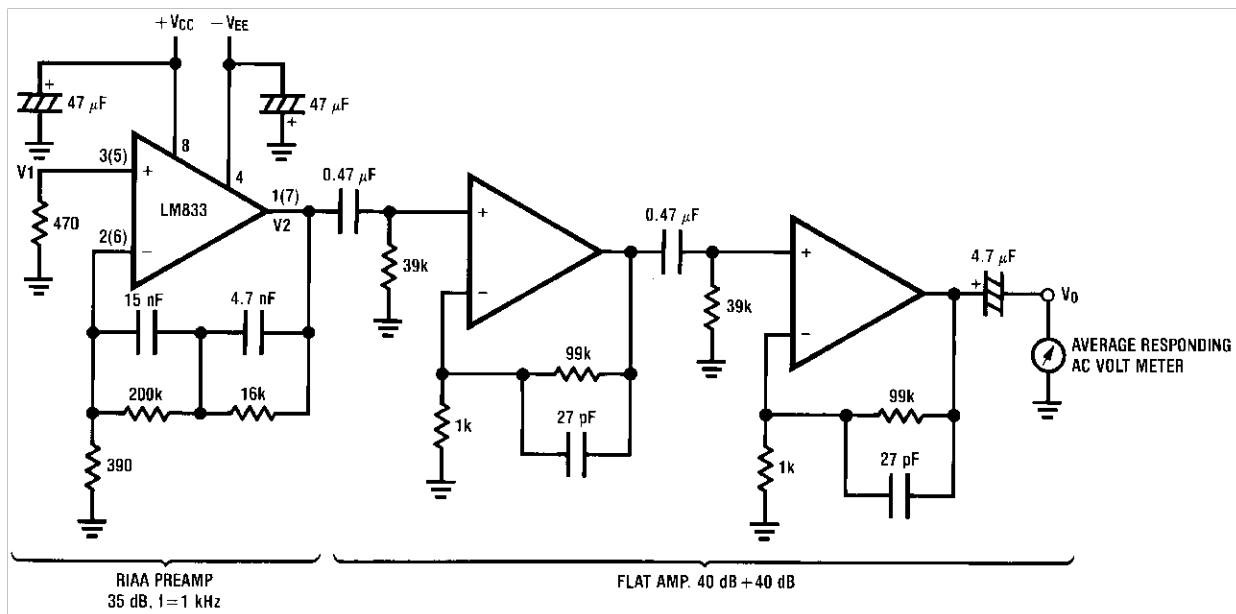 +VCC
−VEE
+
47 µF
+
47 µF
8
4
V1
3(5)
+
LM833
1(7)
V2
470
2(6)
−
15 nF
4.7 nF
200k
16k
390
0.47 µF
39k
+
−
99k
1k
27 pF
0.47 µF
39k
+
−
99k
1k
27 pF
4.7 µF
+
VO
AVERAGE RESPONDING
AC VOLT METER
RIAA PREAMP
35 dB, f=1 kHz
FLAT AMP. 40 dB+40 dB